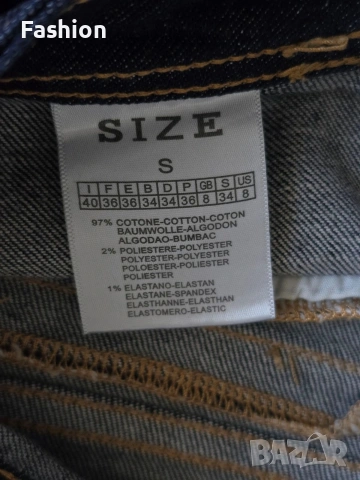 Fashion
SIZE
S
I F E B D P GB S US
40 36 36 34 34 36 8 34 8
97% COTONE-COTTON-COTON
BAUMWOLLE-ALGODON
ALGODAO-BUMBAC
2% POLIESTERE-POLYESTER
POLYESTER-POLYESTER
POLOESTER-POLIESTER
POLIESTER
1% ELASTANO-ELASTAN
ELASTANE-SPANDEX
ELASTHANNE-ELASTHAN
ELASTOMERO-ELASTIC
BAZAR